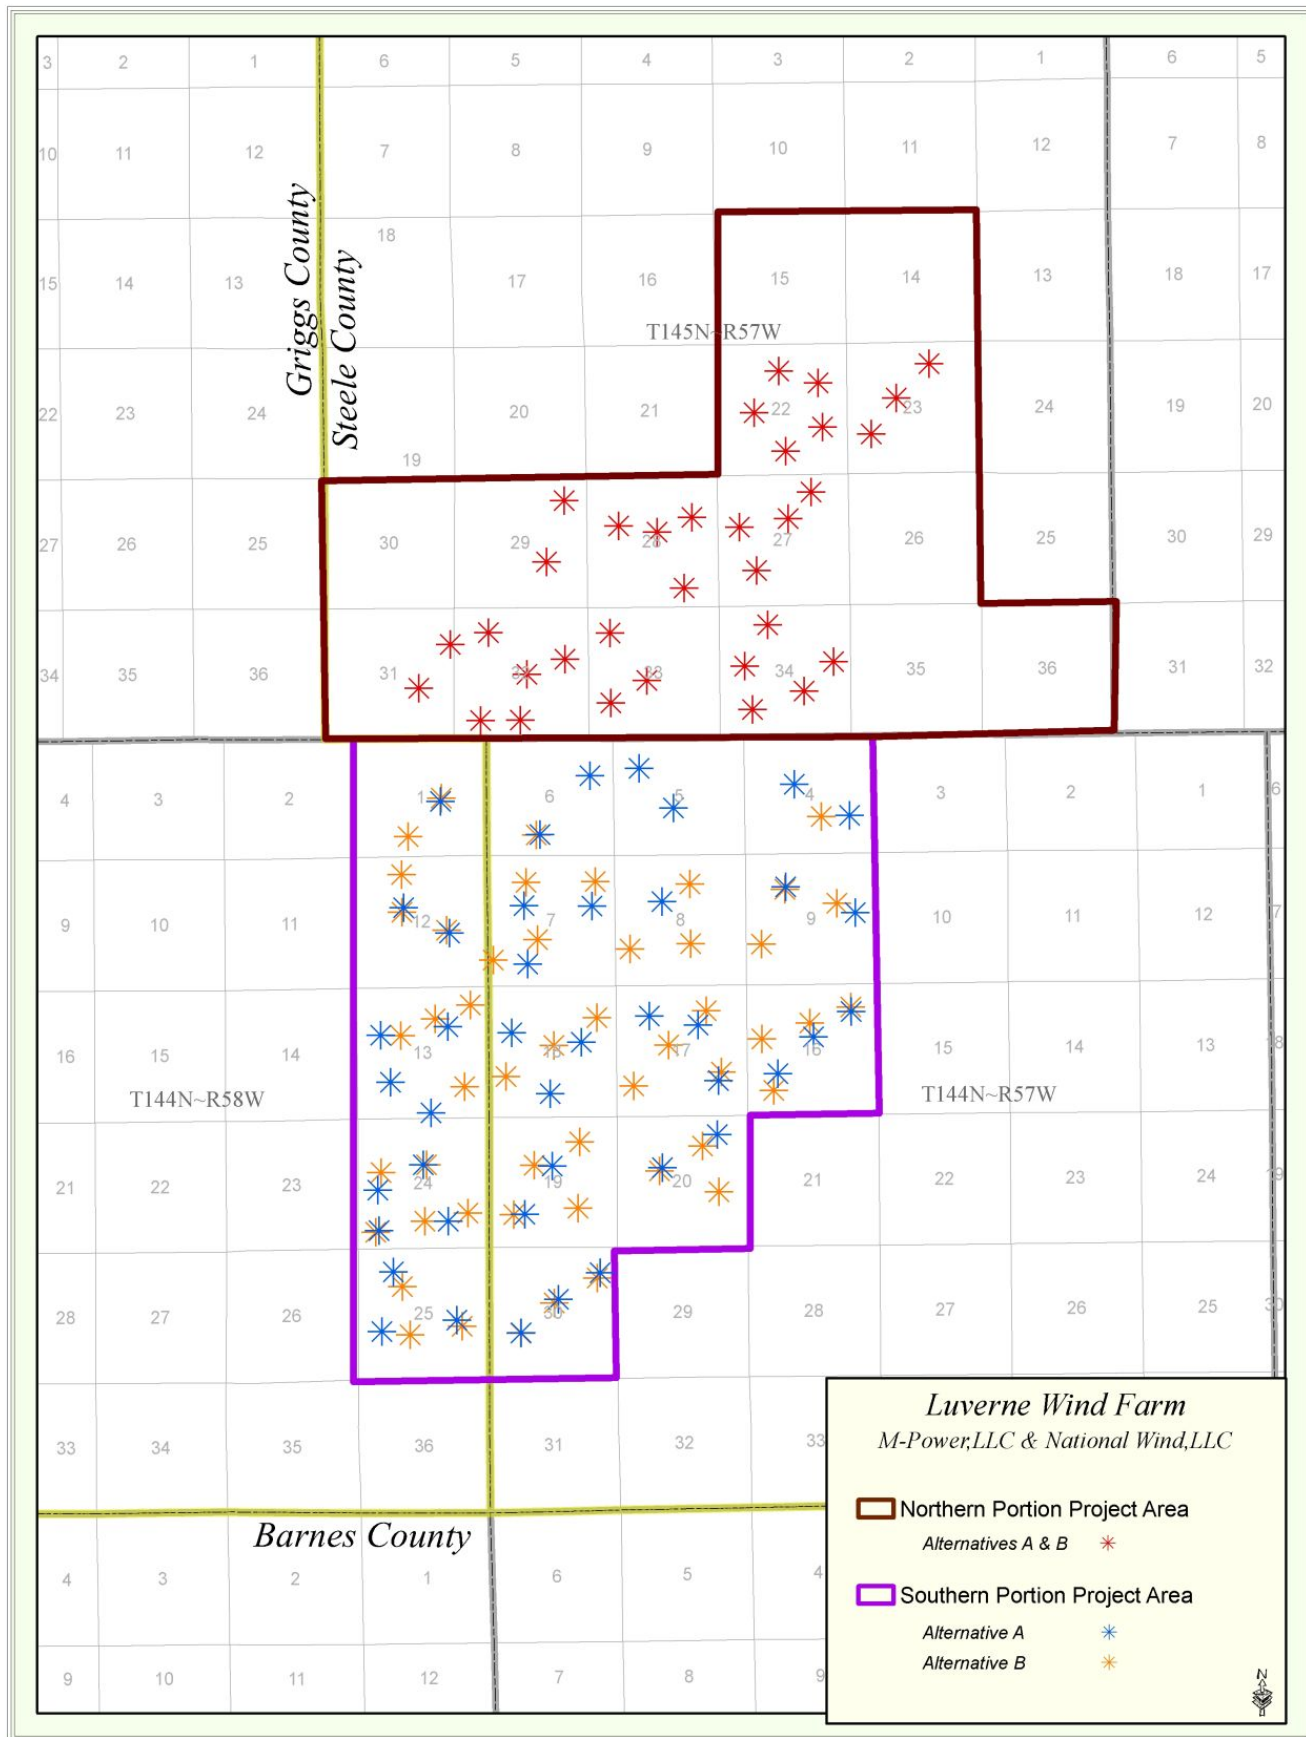 3 2 1 6 5 4 3 2 1 6 5
10 11 12 7 8 9 10 11 12 7 8
18
15 14 13 17 16 15 14 13 18 17
Griggs County
Steele County
T145N~R57W
22 23 24 20 21 22 23 24 19 20
19
27 26 25 30 29 28 27 26 25 30 29
34 35 36 31 32 33 34 35 36 31 32
4 3 2 1 6 5 4 3 2 1 6
9 10 11 12 7 8 9 10 11 12 7
16 15 14 13 18 17 16 15 14 13 18
T144N~R58W
T144N~R57W
21 22 23 24 19 20 21 22 23 24 19
28 27 26 25 30 29 28 27 26 25 30
33 34 35 36 31 32 33
Barnes County
4 3 2 1 6 5 4
9 10 11 12 7 8 9
Luverne Wind Farm
M-Power,LLC & National Wind,LLC
Northern Portion Project Area
Alternatives A & B
Southern Portion Project Area
Alternative A
Alternative B
N